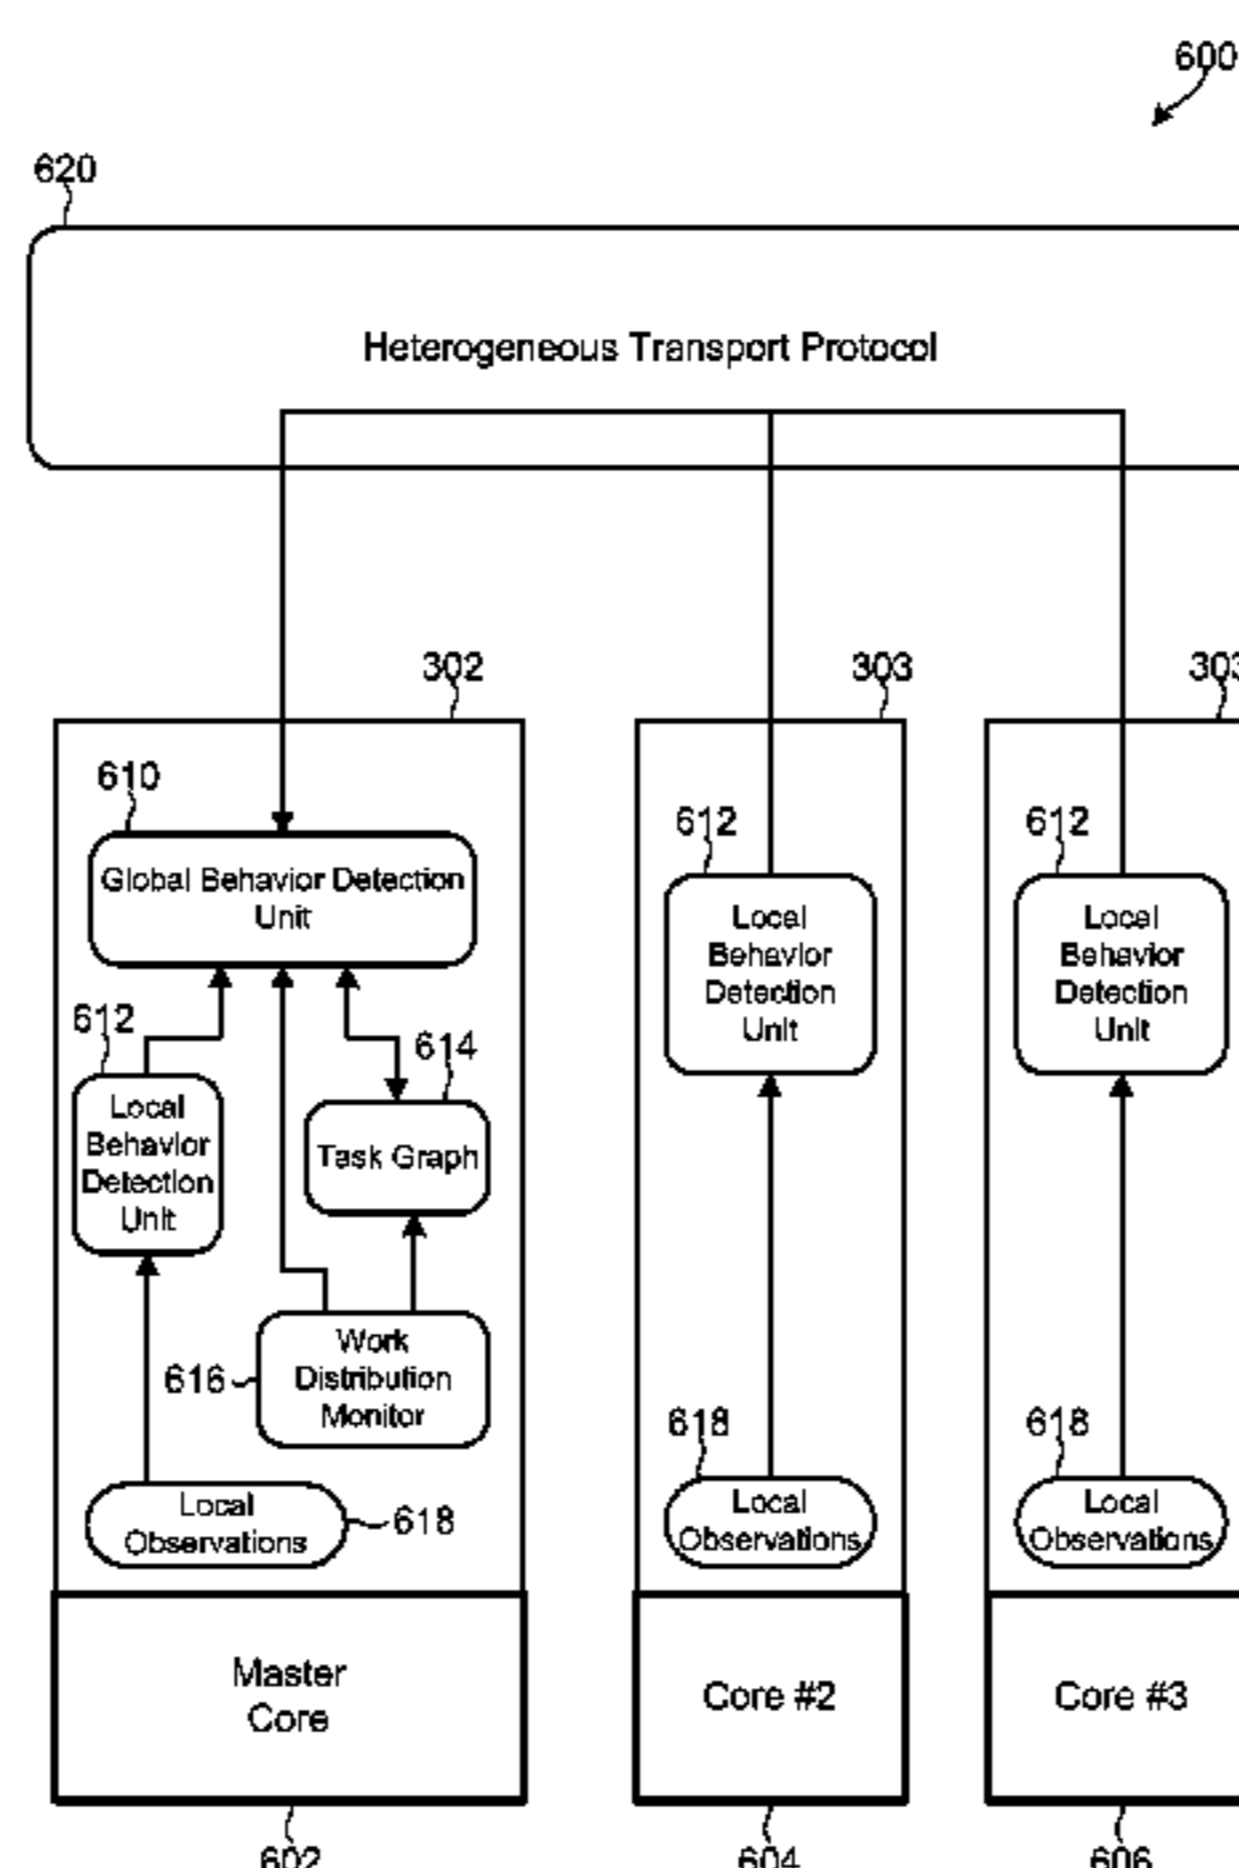 600
620
Heterogeneous Transport Protocol
302
303
303
610
Global Behavior Detection
Unit
612
Local
Behavior
Detection
Unit
614
Task Graph
Work
Distribution
Monitor
616
Local
Observations
618
Master
Core
602
612
Local
Behavior
Detection
Unit
618
Local
Observations
Core #2
604
612
Local
Behavior
Detection
Unit
618
Local
Observations
Core #3
606